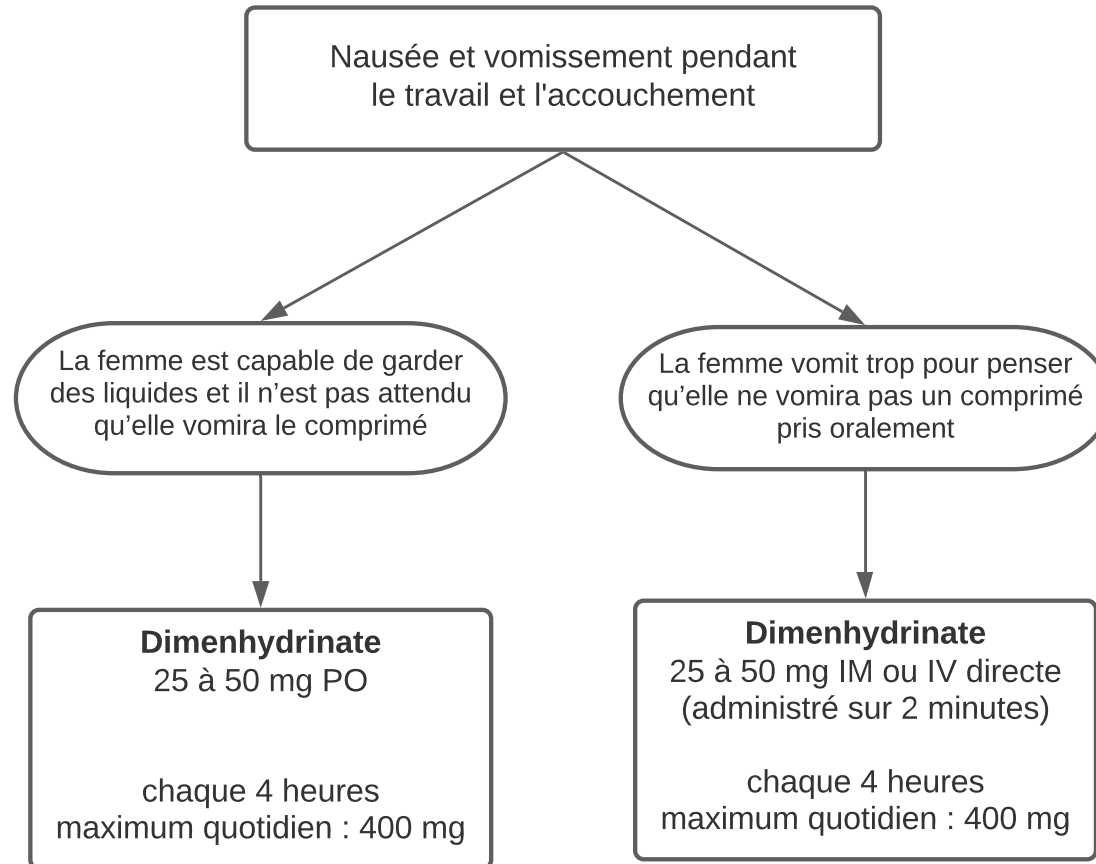 Nausée et vomissement pendant
le travail et l'accouchement
La femme est capable de garder
des liquides et il n’est pas attendu
qu’elle vomira le comprimé
La femme vomit trop pour penser
qu’elle ne vomira pas un comprimé
pris oralement
Dimenhydrinate
25 à 50 mg PO
chaque 4 heures
maximum quotidien : 400 mg
Dimenhydrinate
25 à 50 mg IM ou IV directe
(administré sur 2 minutes)
chaque 4 heures
maximum quotidien : 400 mg